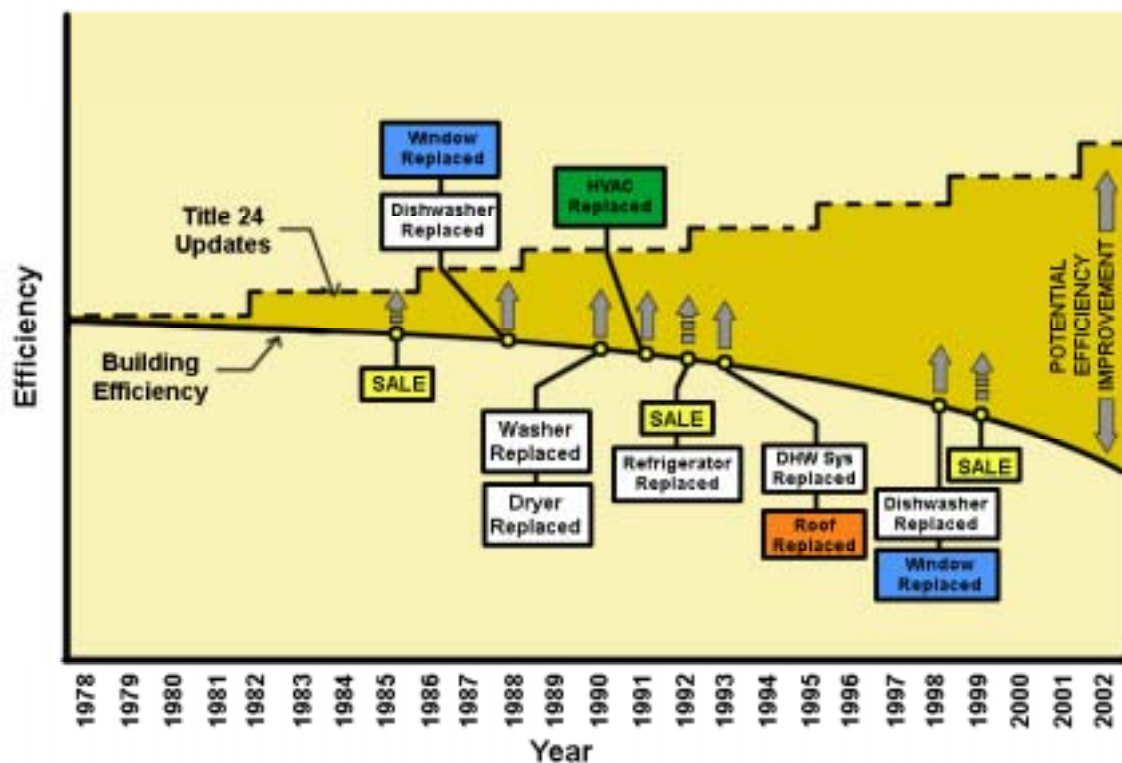 Window
Replaced
Dishwasher
Replaced
HVAC
Replaced
Title 24
Updates
Efficiency
Building
Efficiency
SALE
POTENTIAL
EFFICIENCY
IMPROVEMENT
Washer
Replaced
Dryer
Replaced
SALE
Refrigerator
Replaced
DHW Sys
Replaced
Roof
Replaced
SALE
Dishwasher
Replaced
Window
Replaced
1978
1979
1980
1981
1982
1983
1984
1985
1986
1987
1988
1989
1990
1991
1992
1993
1994
1995
1996
1997
1998
1999
2000
2001
2002
Year